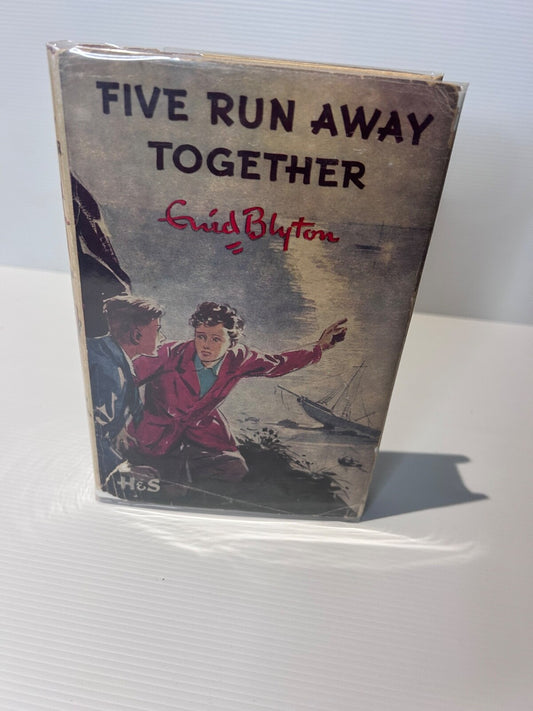 FIVE RUN AWAY
TOGETHER
Enid Blyton
H&S